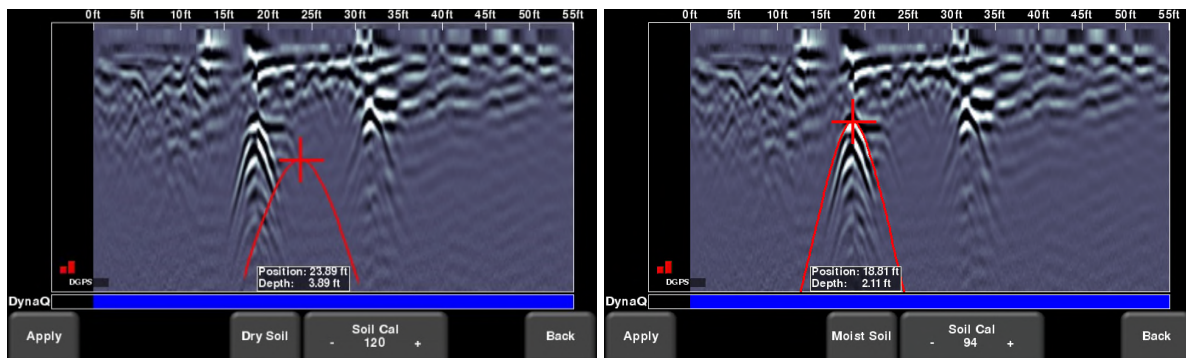 0ft 5ft 10ft 15ft 20ft 25ft 30ft 35ft 40ft 45ft 50ft 55ft
Position: 23.89 ft
Depth: 3.89 ft
DGPS
DynaQ
Apply
Dry Soil
Soil Cal
- 120 +
Back
0ft 5ft 10ft 15ft 20ft 25ft 30ft 35ft 40ft 45ft 50ft 55ft
Position: 18.81 ft
Depth: 2.11 ft
DGPS
DynaQ
Apply
Moist Soil
Soil Cal
- 94 +
Back